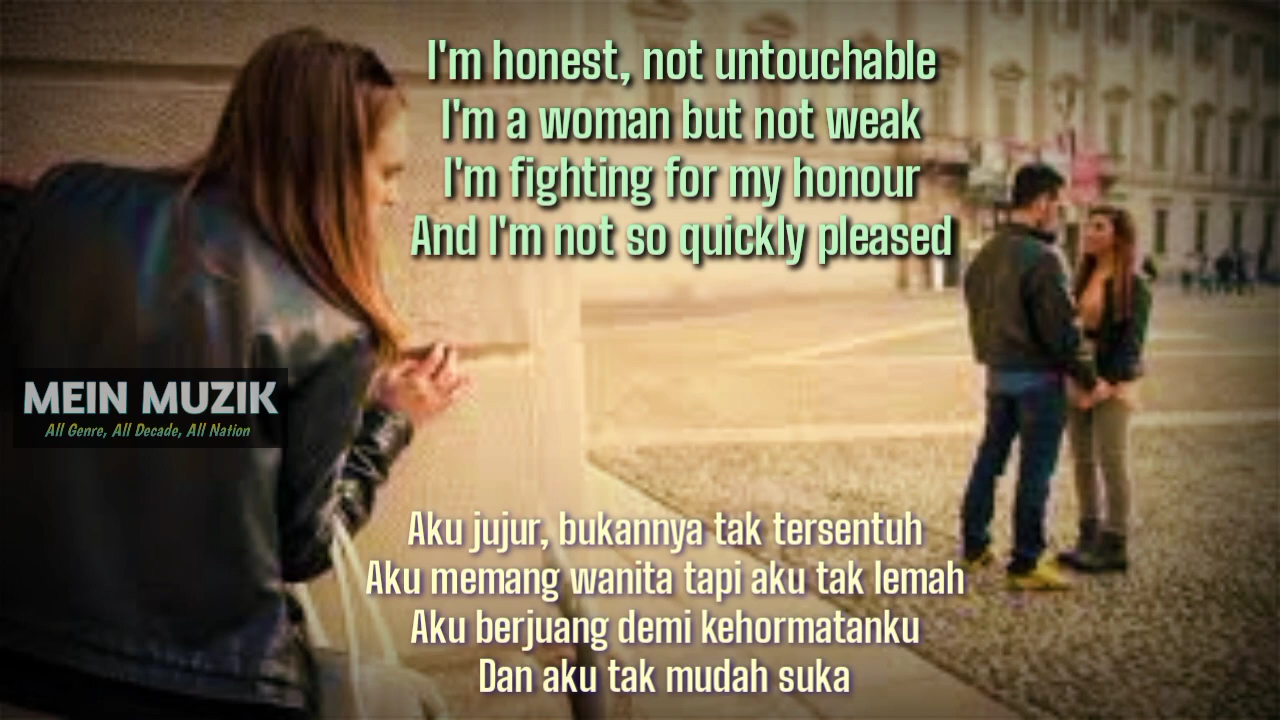 I'm honest, not untouchable
I'm a woman but not weak
I'm fighting for my honour
And I'm not so quickly pleased
MEIN MUZIK
All Genre, All Decade, All Nation
Aku jujur, bukannya tak tersentuh
Aku memang wanita tapi aku tak lemah
Aku berjuang demi kehormatanku
Dan aku tak mudah suka